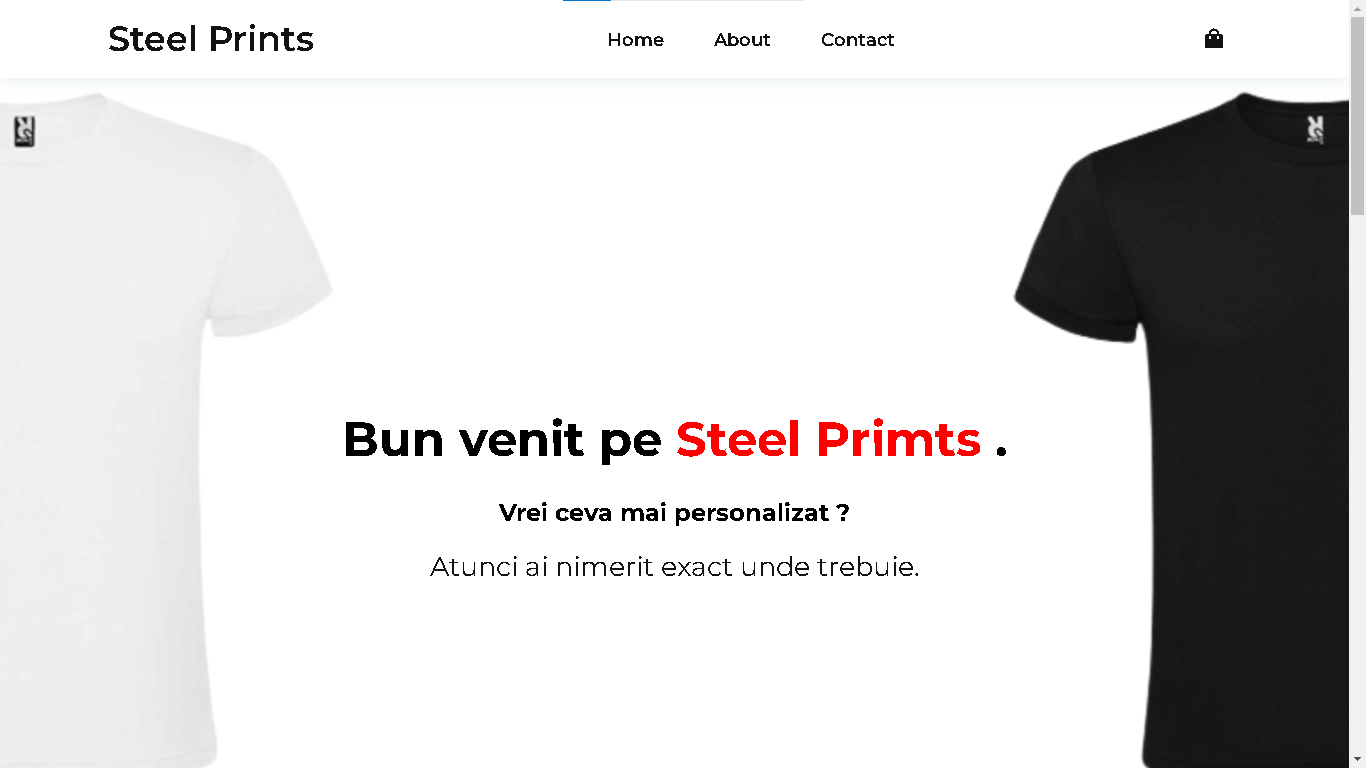 Steel Prints
Home About Contact
Bun venit pe Steel Primts .
Vrei ceva mai personalizat ?
Atunci ai nimerit exact unde trebuie.